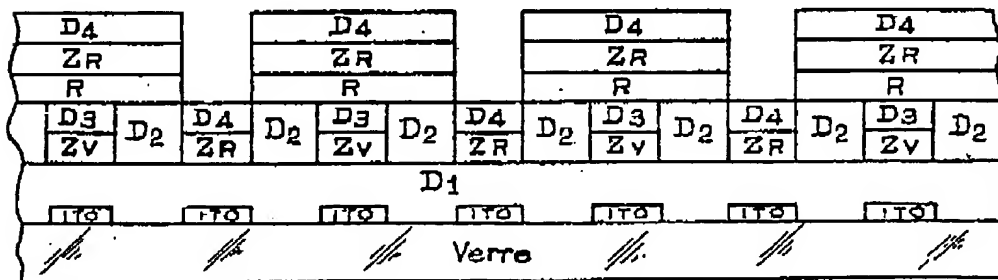 D4 D4 D4 D4
ZR ZR ZR ZR
R R R R
D3 D2 D4 D2 D3 D2 D4 D2 D3 D2 D4 D2 D3 D2
ZV ZR ZV ZR ZV ZR ZV
D1
ITO ITO ITO ITO ITO ITO ITO
Verre